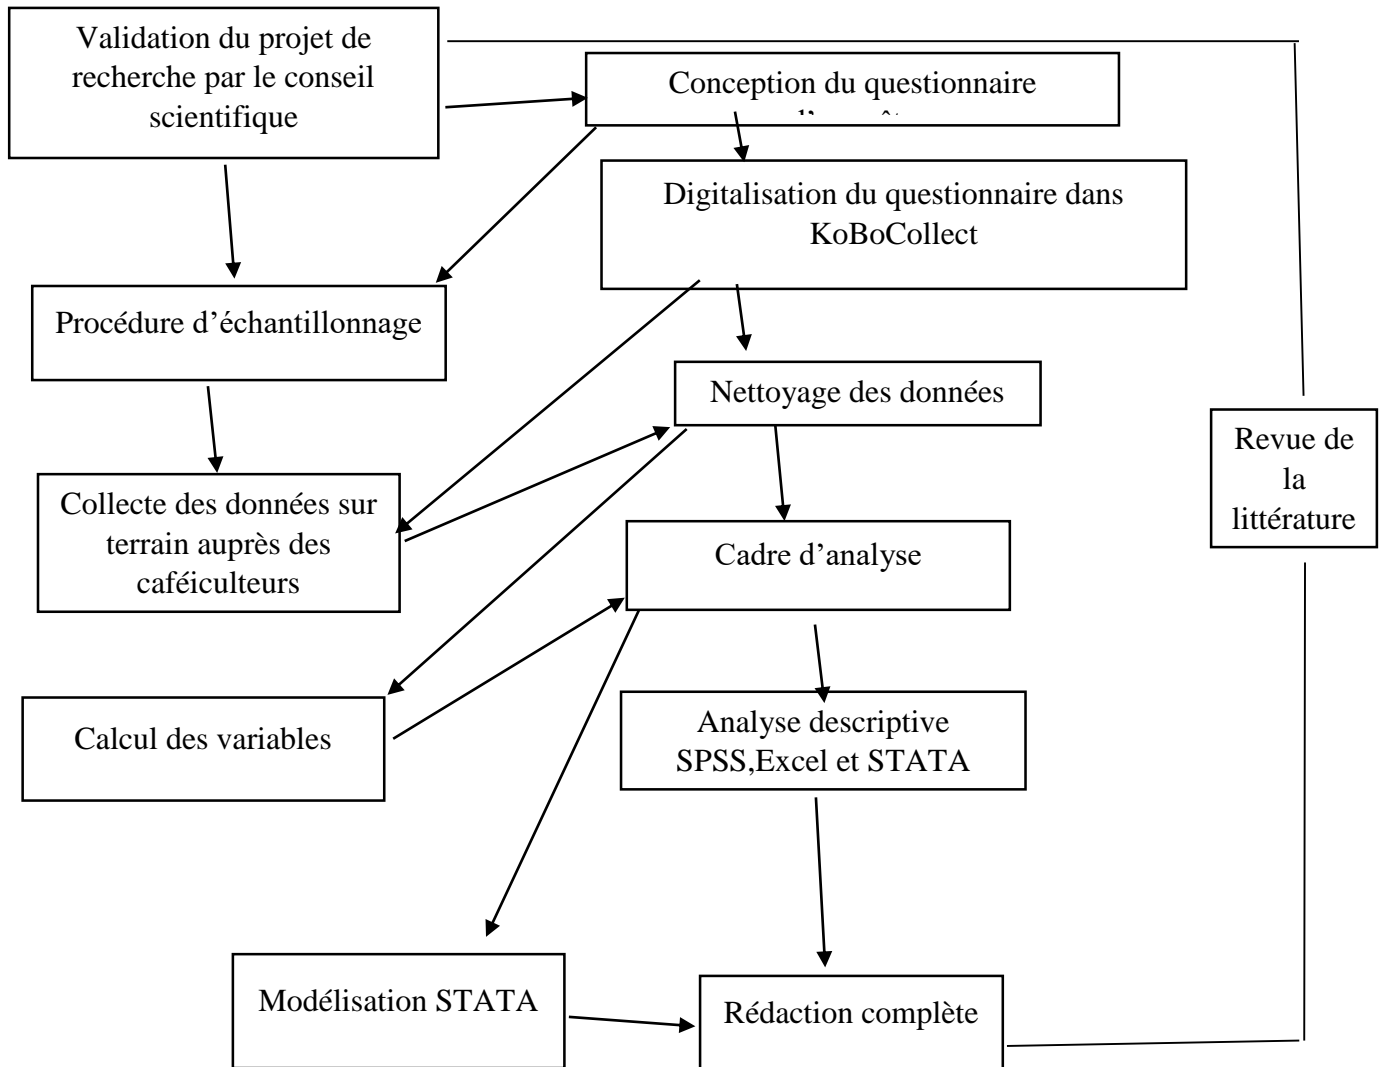 Validation du projet de
recherche par le conseil
scientifique
Conception du questionnaire
Digitalisation du questionnaire dans
KoBoCollect
Procédure d’échantillonnage
Nettoyage des données
Revue de
la
littérature
Collecte des données sur
terrain auprès des
caféiculteurs
Cadre d’analyse
Calcul des variables
Analyse descriptive
SPSS,Excel et STATA
Modélisation STATA
Rédaction complète